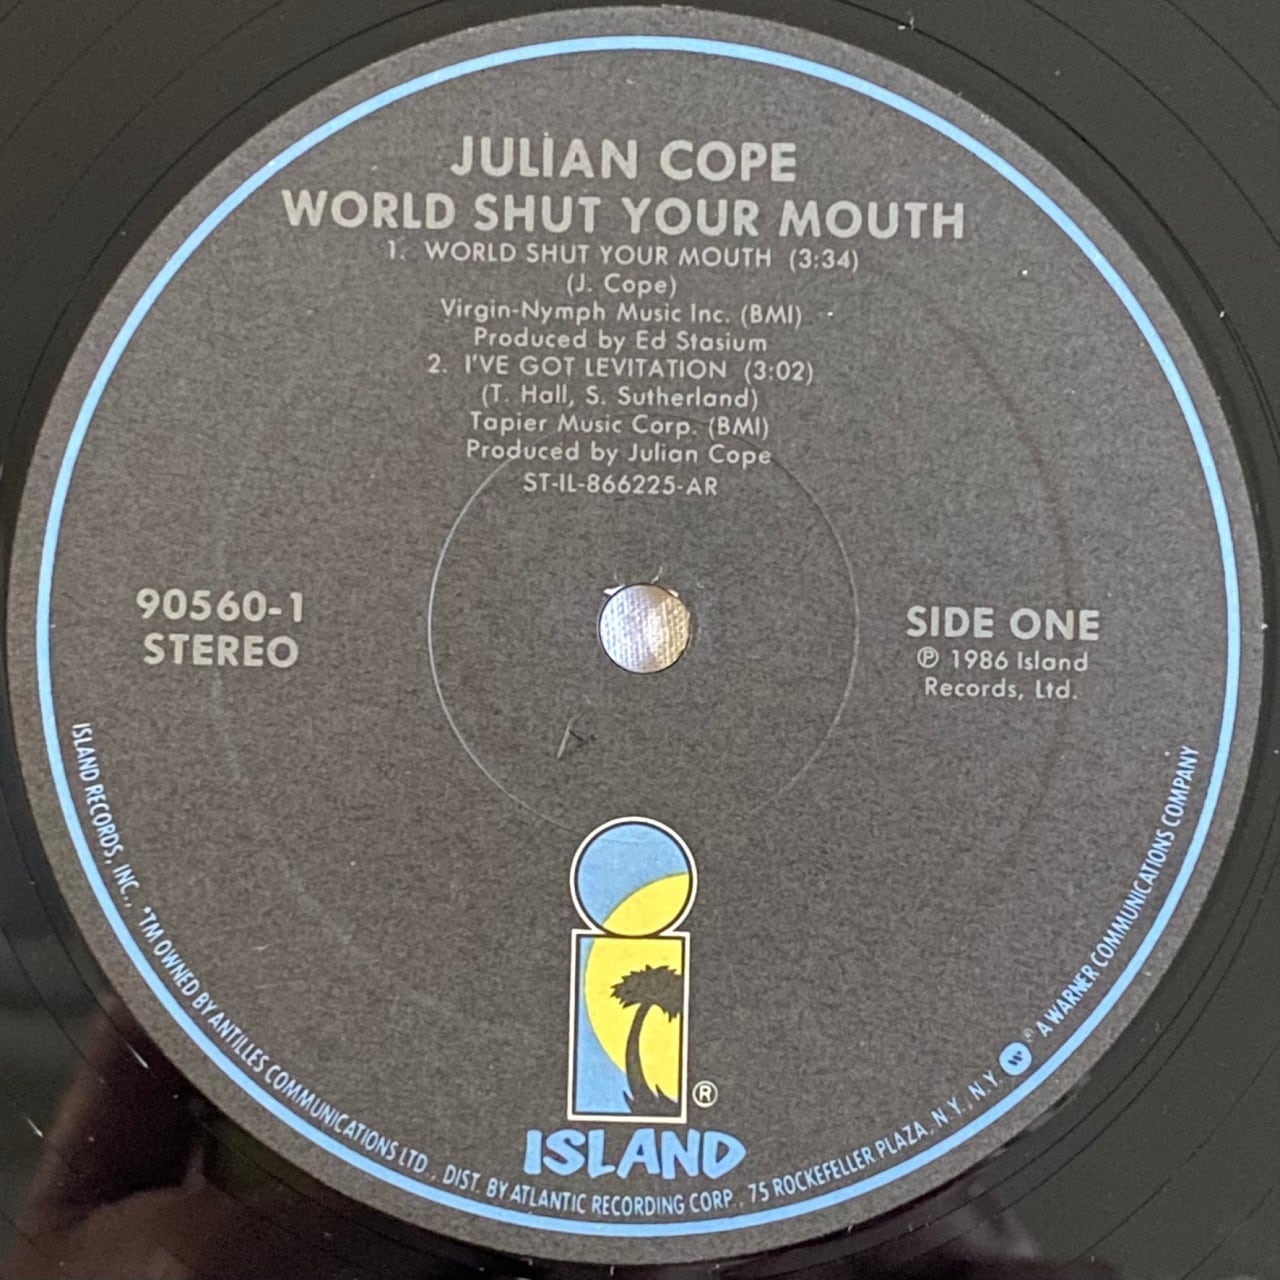 JULIAN COPE
WORLD SHUT YOUR MOUTH
1. WORLD SHUT YOUR MOUTH (3:34)
(J. Cope)
Virgin-Nymph Music Inc. (BMI)
Produced by Ed Stasium
2. I'VE GOT LEVITATION (3:02)
(T. Hall, S. Sutherland)
Tapier Music Corp. (BMI)
Produced by Julian Cope
ST-IL-866225-AR
90560-1
STEREO
SIDE ONE
℗ 1986 Island
Records, Ltd.
®
ISLAND
ISLAND RECORDS, INC., *TM OWNED BY ANTILLES COMMUNICATIONS LTD., DIST. BY ATLANTIC RECORDING CORP., 75 ROCKEFELLER PLAZA, N.Y., N.Y. ® A WARNER COMMUNICATIONS COMPANY